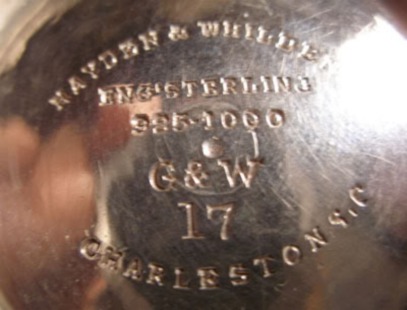 HAYDEN & WHILDEN
ENG'STERLING
925-1000
G&W
17
CHARLESTON S.C